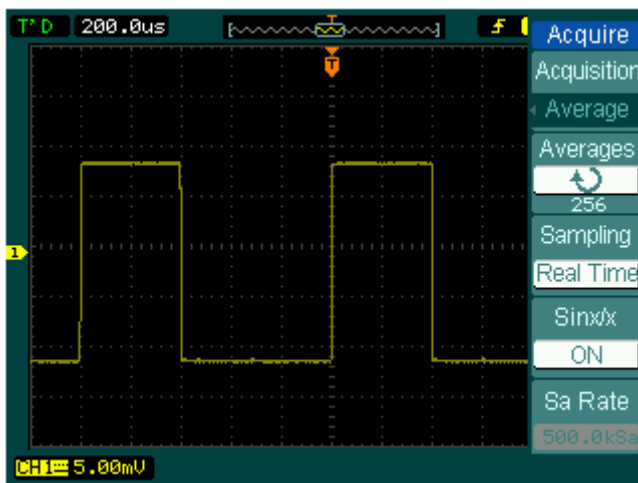 T'D 200.0us
T
Acquire
Acquisition
Average
Averages
256
Sampling
Real Time
Sinx/x
ON
Sa Rate
500.0kSa
T
1
CH1 5.00mV